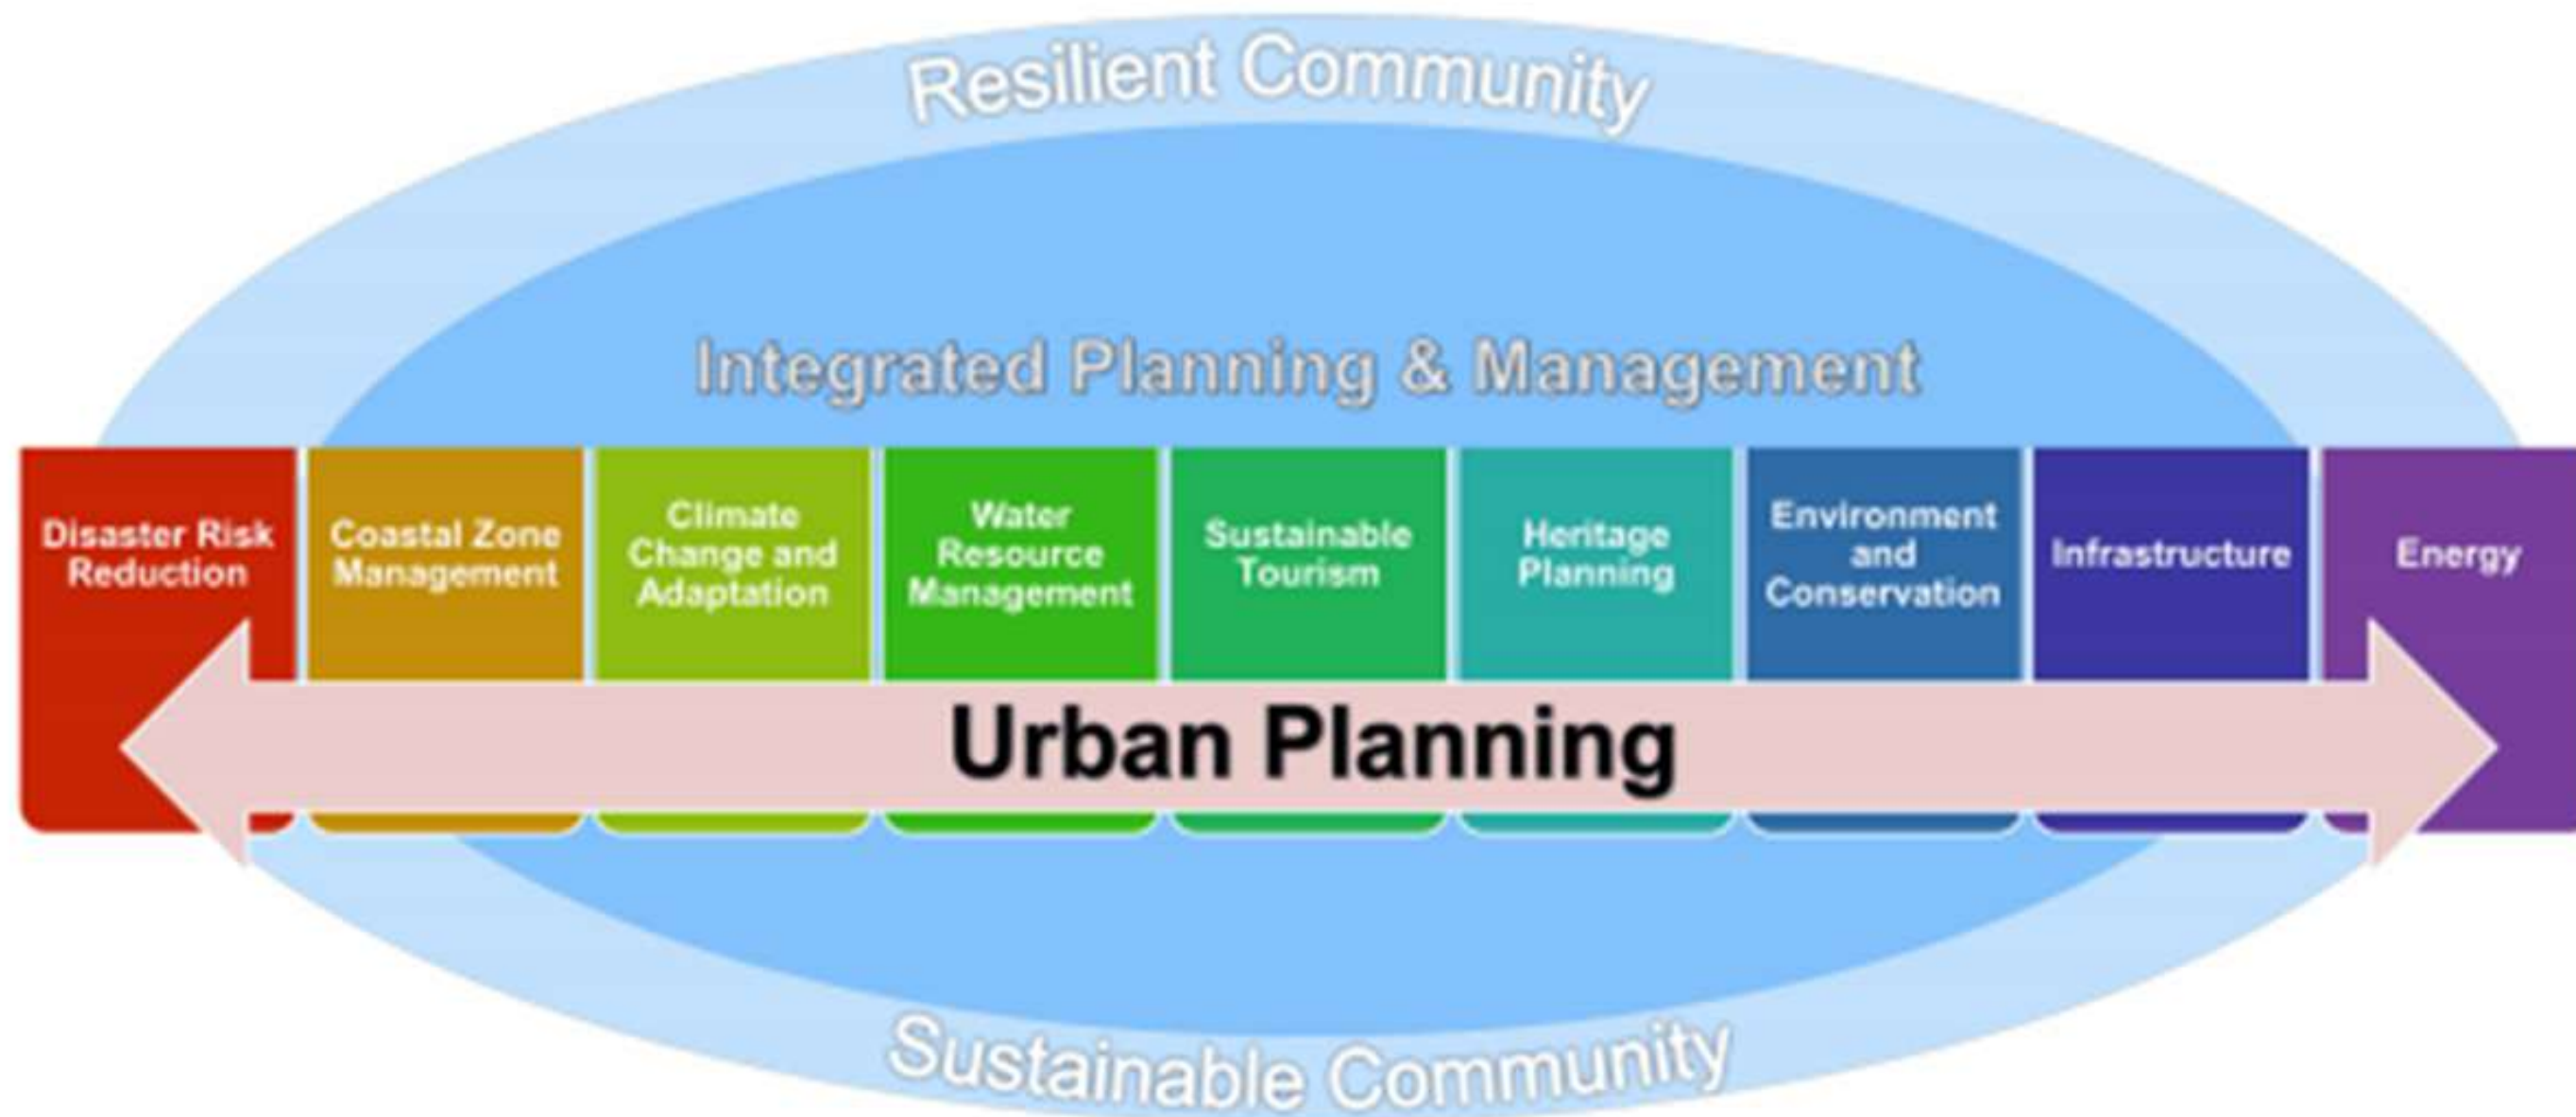 Resilient Community
Integrated Planning & Management
Disaster Risk
Reduction
Coastal Zone
Management
Climate
Change and
Adaptation
Water
Resource
Management
Sustainable
Tourism
Heritage
Planning
Environment
and
Conservation
Infrastructure
Energy
Urban Planning
Sustainable Community